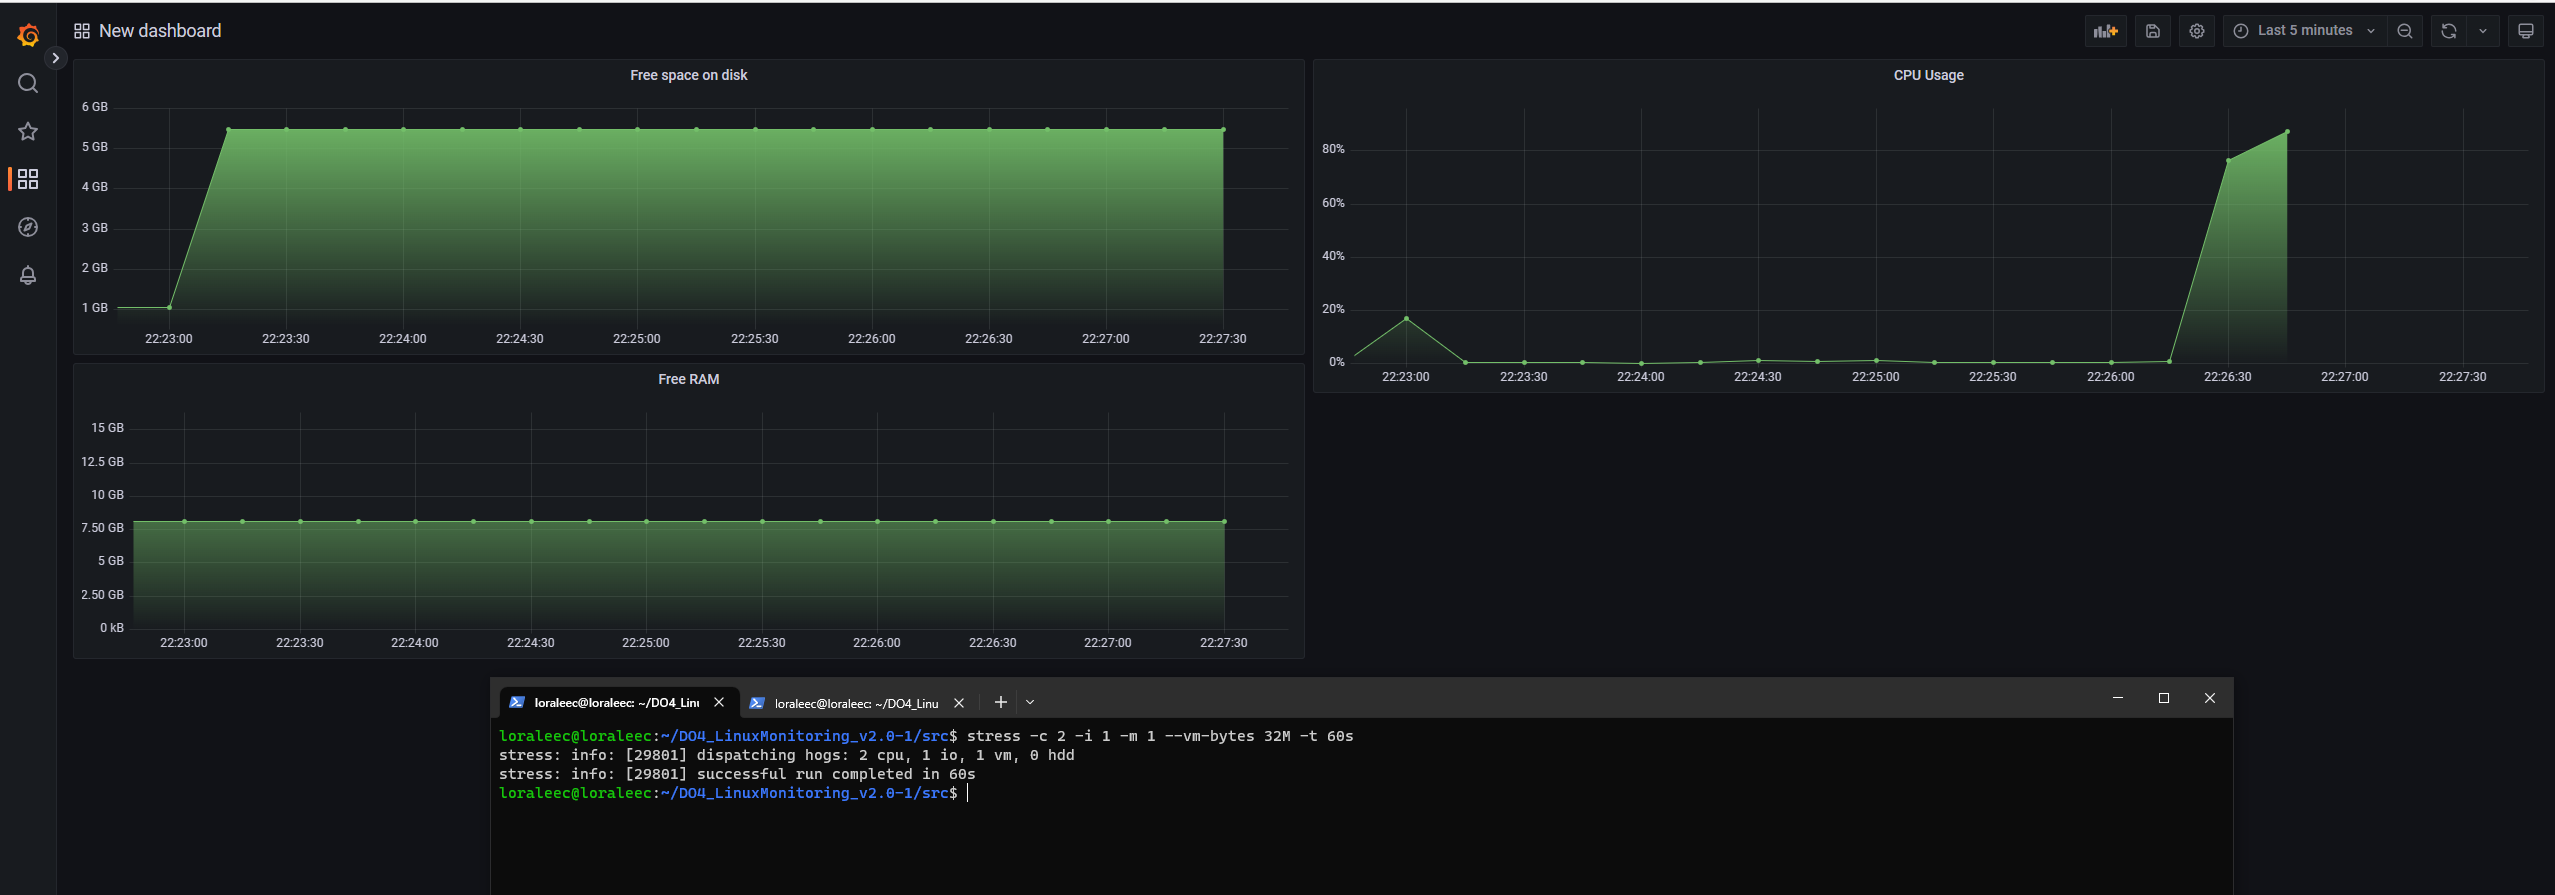 New dashboard
Last 5 minutes
Free space on disk
6 GB
5 GB
4 GB
3 GB
2 GB
1 GB
22:23:00 22:23:30 22:24:00 22:24:30 22:25:00 22:25:30 22:26:00 22:26:30 22:27:00 22:27:30
CPU Usage
80%
60%
40%
20%
0%
22:23:00 22:23:30 22:24:00 22:24:30 22:25:00 22:25:30 22:26:00 22:26:30 22:27:00 22:27:30
Free RAM
15 GB
12.5 GB
10 GB
7.50 GB
5 GB
2.50 GB
0 kB
22:23:00 22:23:30 22:24:00 22:24:30 22:25:00 22:25:30 22:26:00 22:26:30 22:27:00 22:27:30
loraleec@loraleec: ~/DO4_Linu loraleec@loraleec: ~/DO4_Linu
loraleec@loraleec:~/DO4_LinuxMonitoring_v2.0-1/src$ stress -c 2 -i 1 -m 1 --vm-bytes 32M -t 60s
stress: info: [29801] dispatching hogs: 2 cpu, 1 io, 1 vm, 0 hdd
stress: info: [29801] successful run completed in 60s
loraleec@loraleec:~/DO4_LinuxMonitoring_v2.0-1/src$